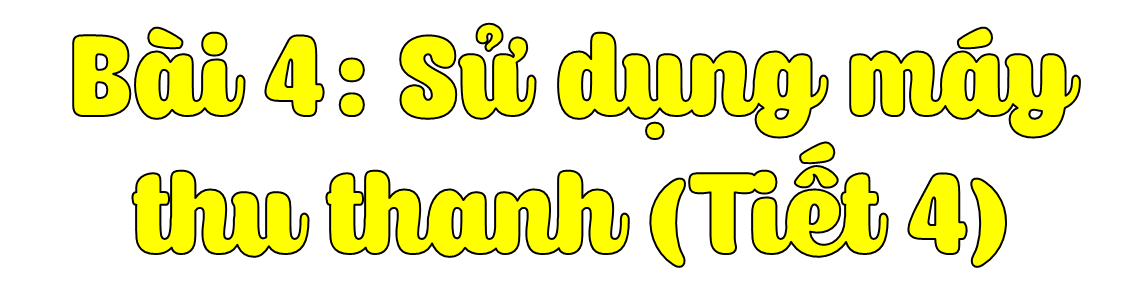 Bài 4: Sử dụng máy
thu thanh (Tiết 4)